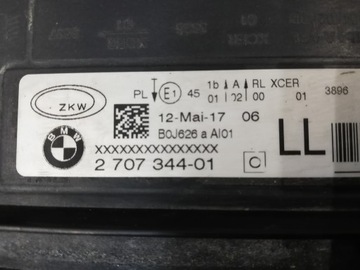 PL E1 45 1b A RL XCER
01 02 00 01 3896
ZKW
12-Mai-17 06
B0J626 a AI01
LL
BMW
xxxxxxxxxxxxxxxxx
2 707 344-01 C